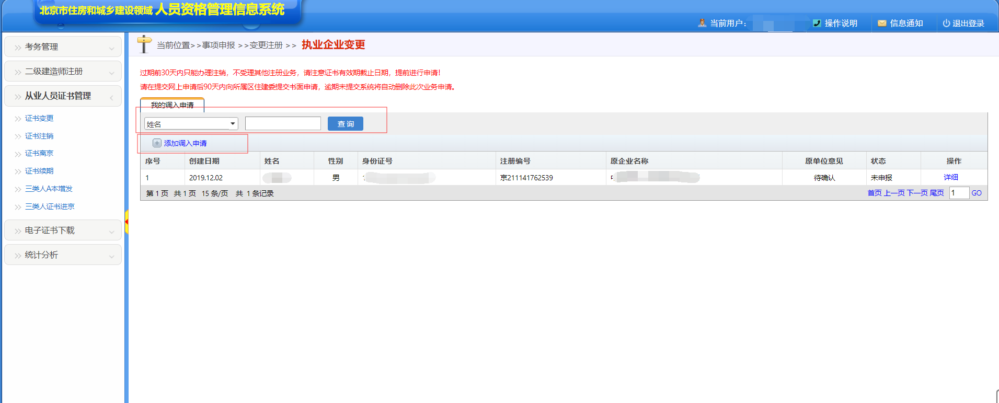 北京市住房和城乡建设领域 人员资格管理信息系统
当前用户：
操作说明
信息通知
退出登录
考务管理
二级建造师注册
从业人员证书管理
证书变更
证书注销
证书离京
证书续期
三类人A本增发
三类人证书进京
电子证书下载
统计分析
当前位置>>事项申报 >>变更注册 >> 执业企业变更
过期前30天内只能办理注销，不受理其他注册业务，请注意证书有效期截止日期，提前进行申请！
请在提交网上申请后90天内向所属区住建委提交书面申请，逾期未提交系统将自动删除此次业务申请。
我的调入申请
姓名 查 询
添加调入申请
序号 创建日期 姓名 性别 身份证号 注册编号 原企业名称 原单位意见 状态 操作
1 2019.12.02 男 京211141762539 待确认 未申报 详细
第 1 页 共 1 页 15 条/页 共 1 条记录 首页 上一页 下一页 尾页 1 GO